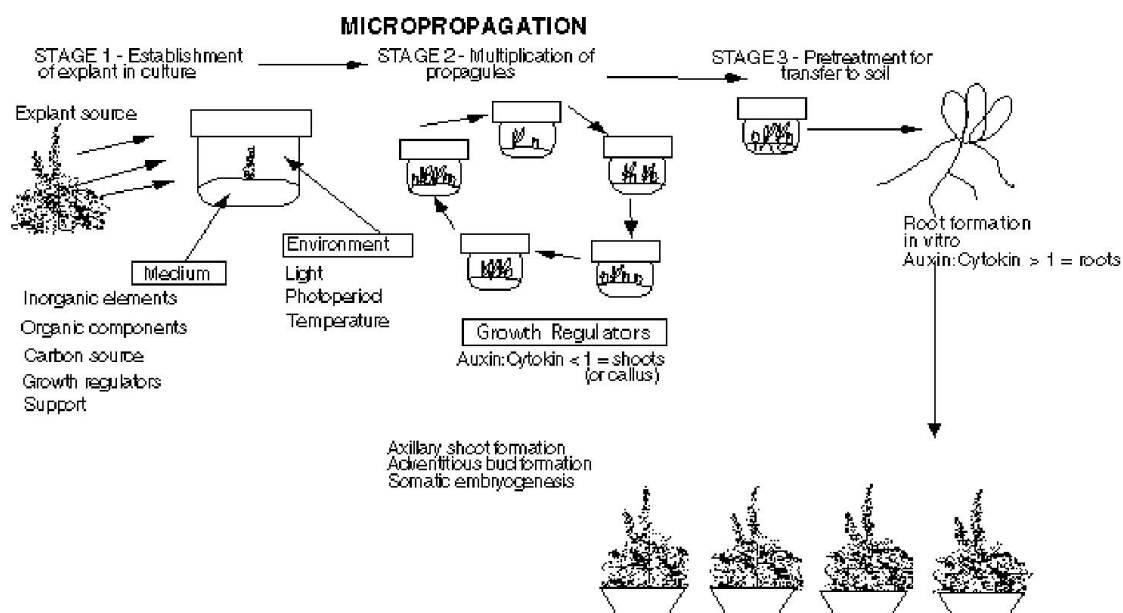 MICROPROPAGATION
STAGE 1 - Establishment
of explant in culture
STAGE 2 - Multiplication of
propagules
STAGE 3 - Pretreatment for
transfer to soil
Explant source
Medium
Inorganic elements
Organic components
Carbon source
Growth regulators
Support
Environment
Light
Photoperiod
Temperature
Growth Regulators
Auxin:Cytokin < 1 = shoots
(or callus)
Root formation
in vitro
Auxin:Cytokin > 1 = roots
Axillary shoot formation
Adventitious bud formation
Somatic embryogenesis